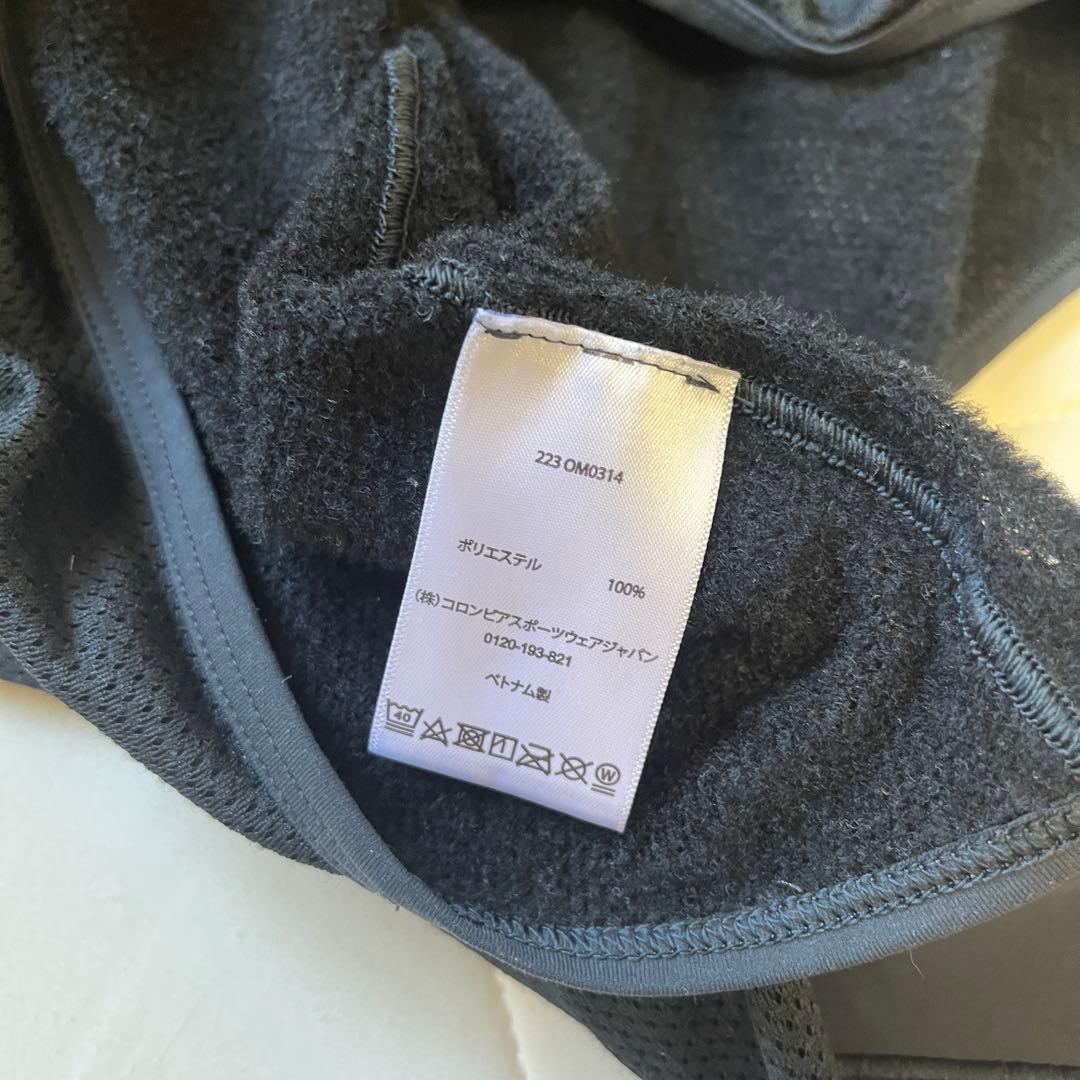 223 OM0314
ポリエステル
100%
(株)コロンビアスポーツウェアジャパン
0120-193-821
ベトナム製
40 W